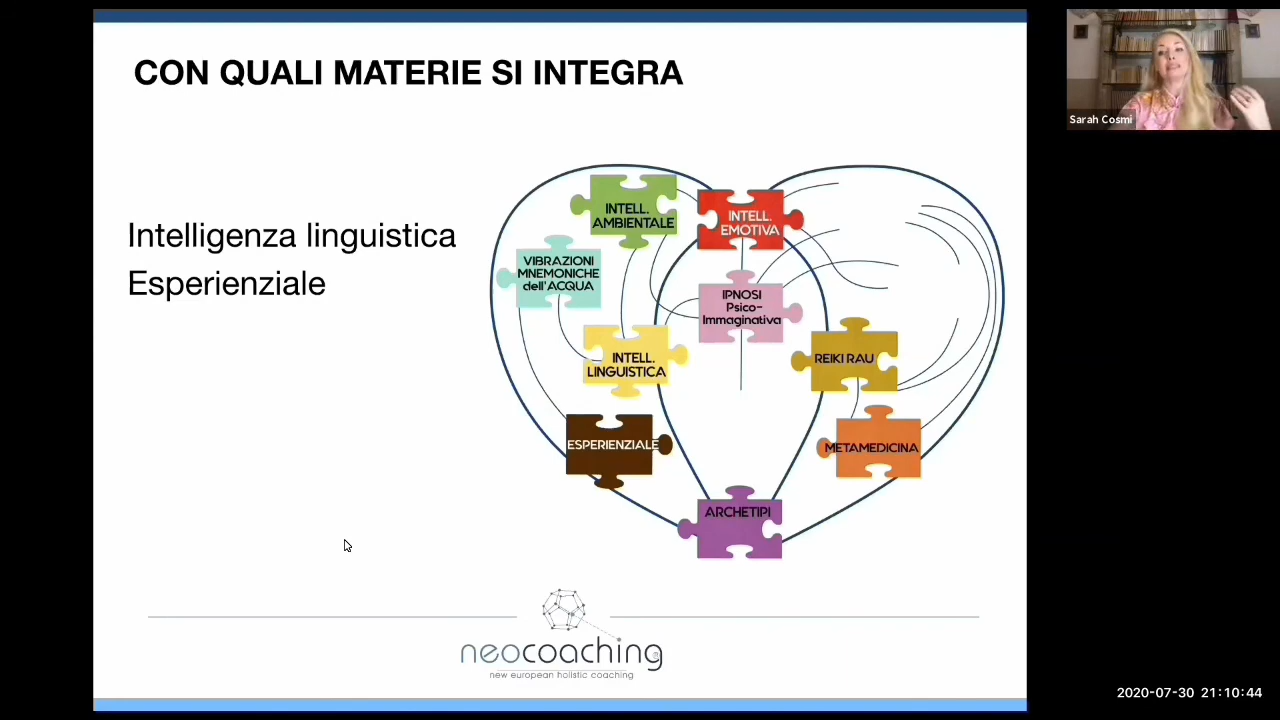 CON QUALI MATERIE SI INTEGRA
Sarah Cosmi
Intelligenza linguistica
Esperienziale
INTELL.
AMBIENTALE
INTELL.
EMOTIVA
VIBRAZIONI
MNEMONICHE
dell'ACQUA
IPNOSI
Psico-
Immaginativa
INTELL.
LINGUISTICA
REIKI RAU
ESPERIENZIALE
METAMEDICINA
ARCHETIPI
neocoaching
new european holistic coaching
2020-07-30 21:10:44